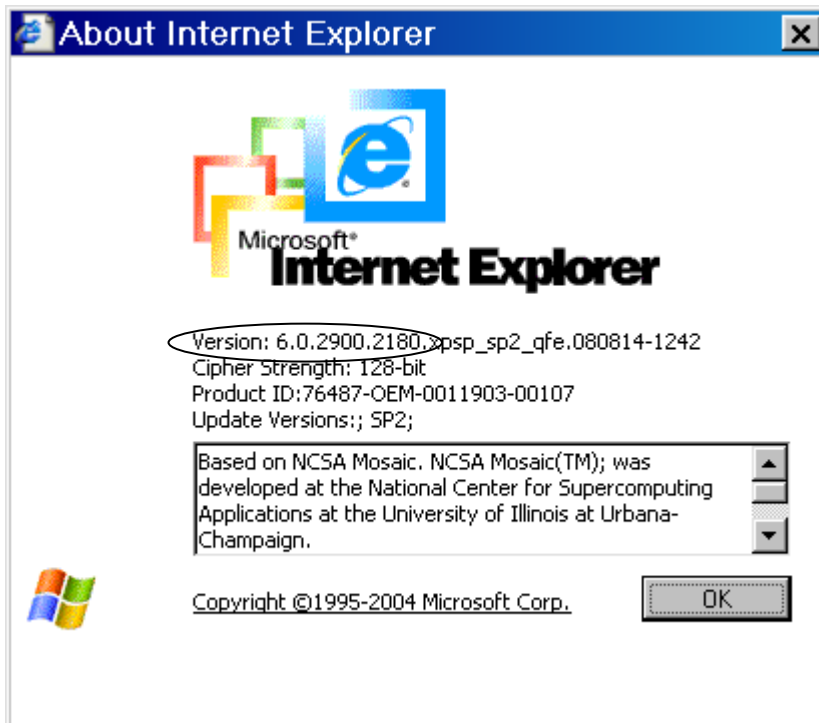 About Internet Explorer
Microsoft®
Internet Explorer
Version: 6.0.2900.2180.xpsp_sp2_qfe.080814-1242
Cipher Strength: 128-bit
Product ID:76487-OEM-0011903-00107
Update Versions:; SP2;
Based on NCSA Mosaic. NCSA Mosaic(TM); was
developed at the National Center for Supercomputing
Applications at the University of Illinois at Urbana-
Champaign.
Copyright ©1995-2004 Microsoft Corp.
OK